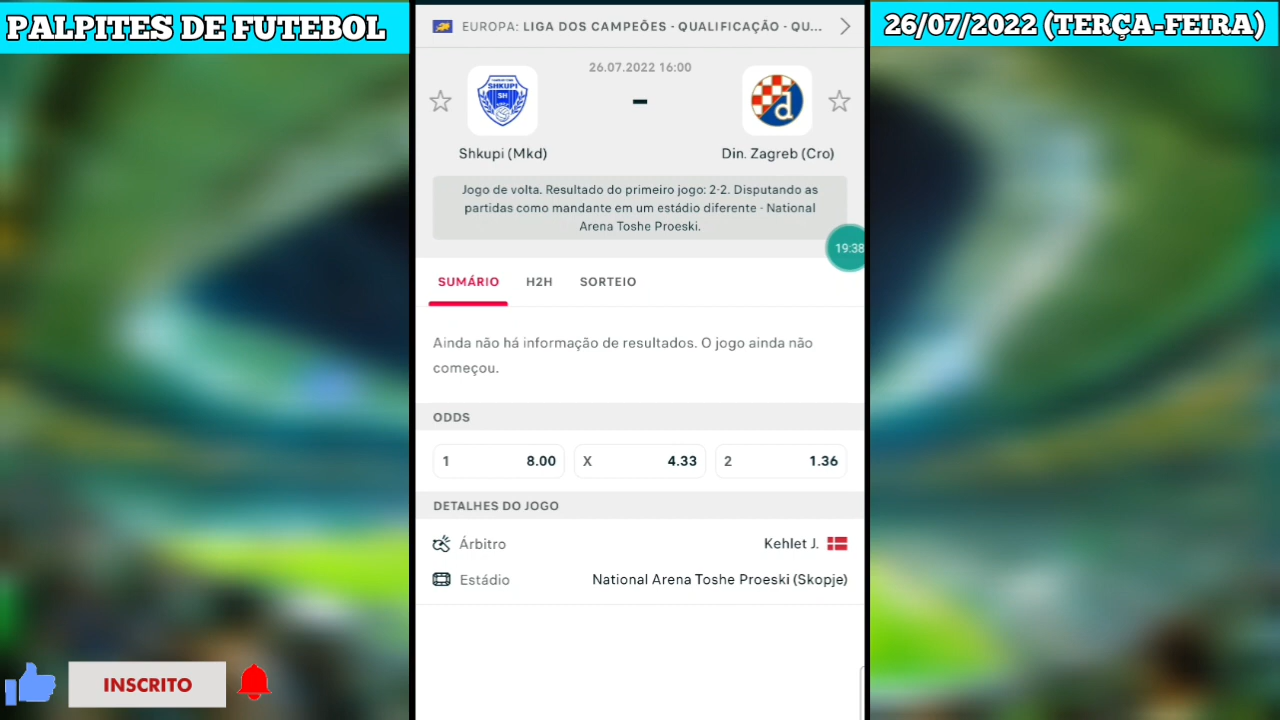 PALPITES DE FUTEBOL
26/07/2022 (TERÇA-FEIRA)
EUROPA: LIGA DOS CAMPEÕES - QUALIFICAÇÃO - QU...
26.07.2022 16:00
SHKUPI
SH
d
-
Shkupi (Mkd)
Din. Zagreb (Cro)
Jogo de volta. Resultado do primeiro jogo: 2-2. Disputando as
partidas como mandante em um estádio diferente - National
Arena Toshe Proeski.
19:38
SUMÁRIO H2H SORTEIO
Ainda não há informação de resultados. O jogo ainda não
começou.
ODDS
1 8.00 X 4.33 2 1.36
DETALHES DO JOGO
Árbitro Kehlet J.
Estádio National Arena Toshe Proeski (Skopje)
INSCRITO